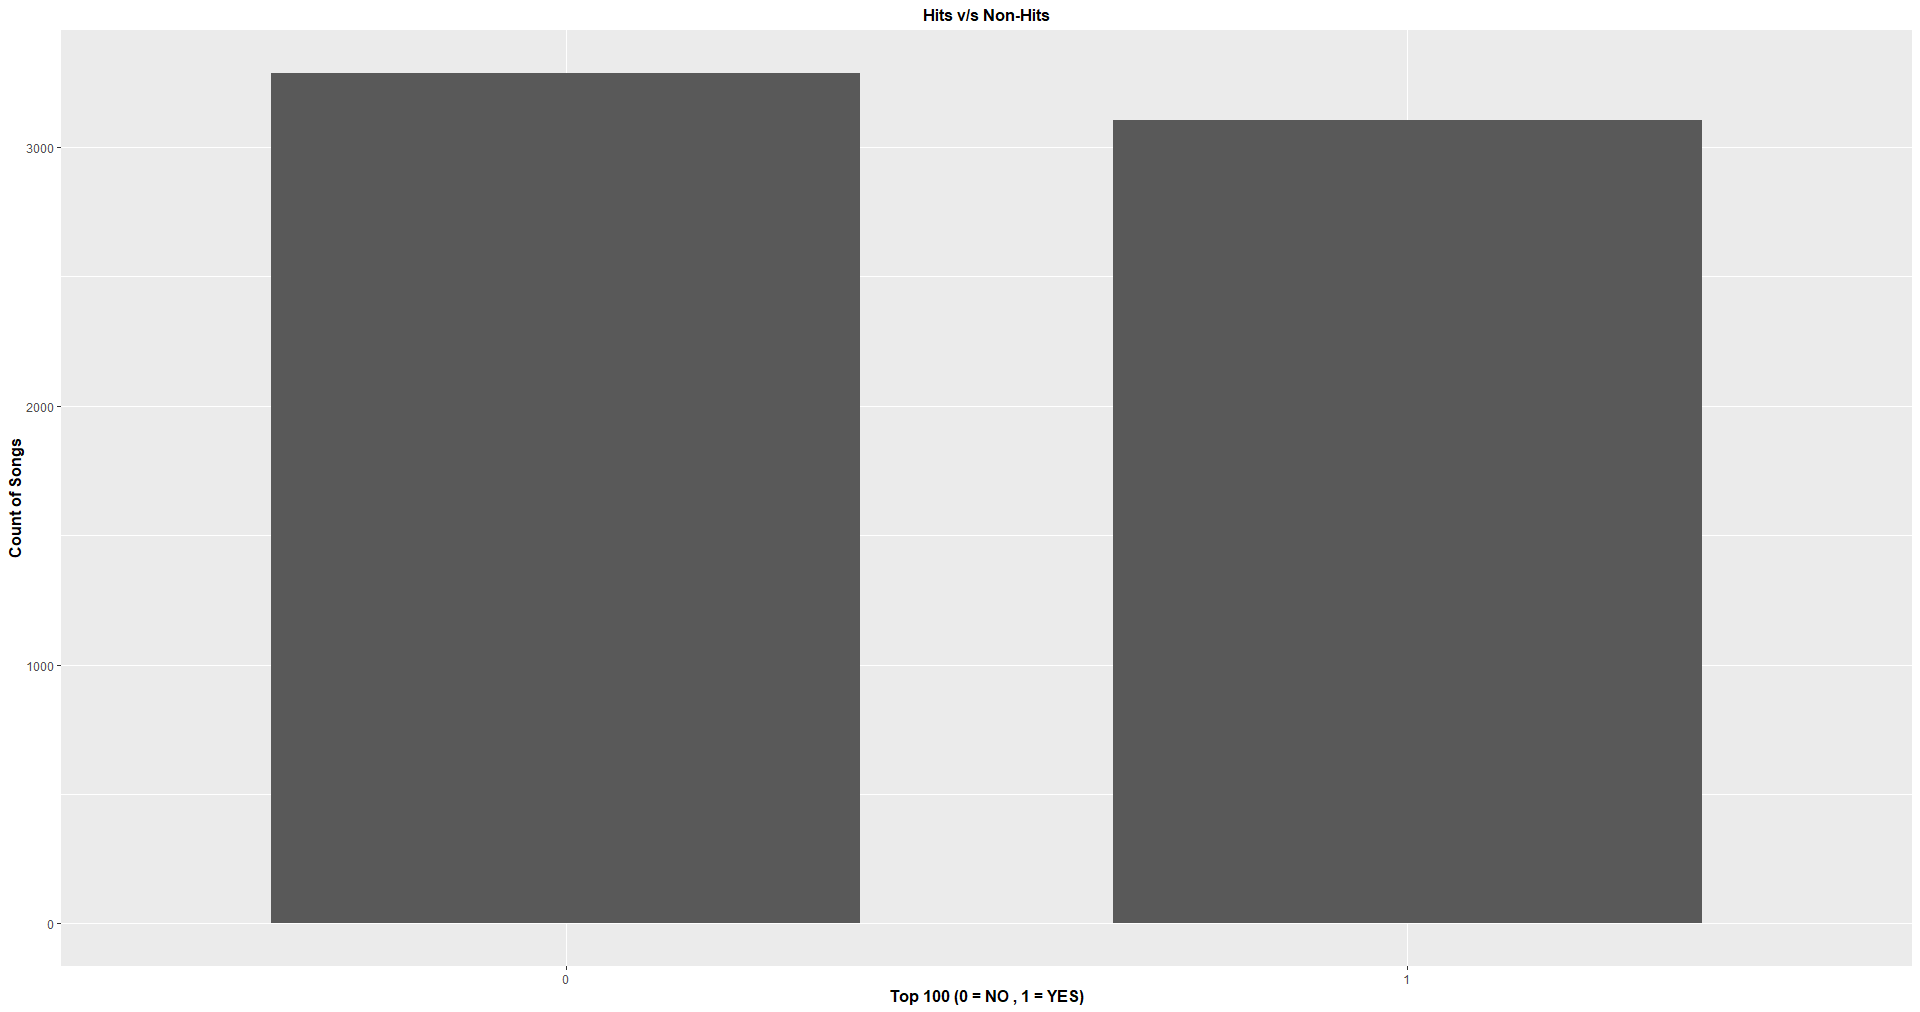 Hits v/s Non-Hits
3000
2000
1000
0
Count of Songs
0 1
Top 100 (0 = NO , 1 = YES)